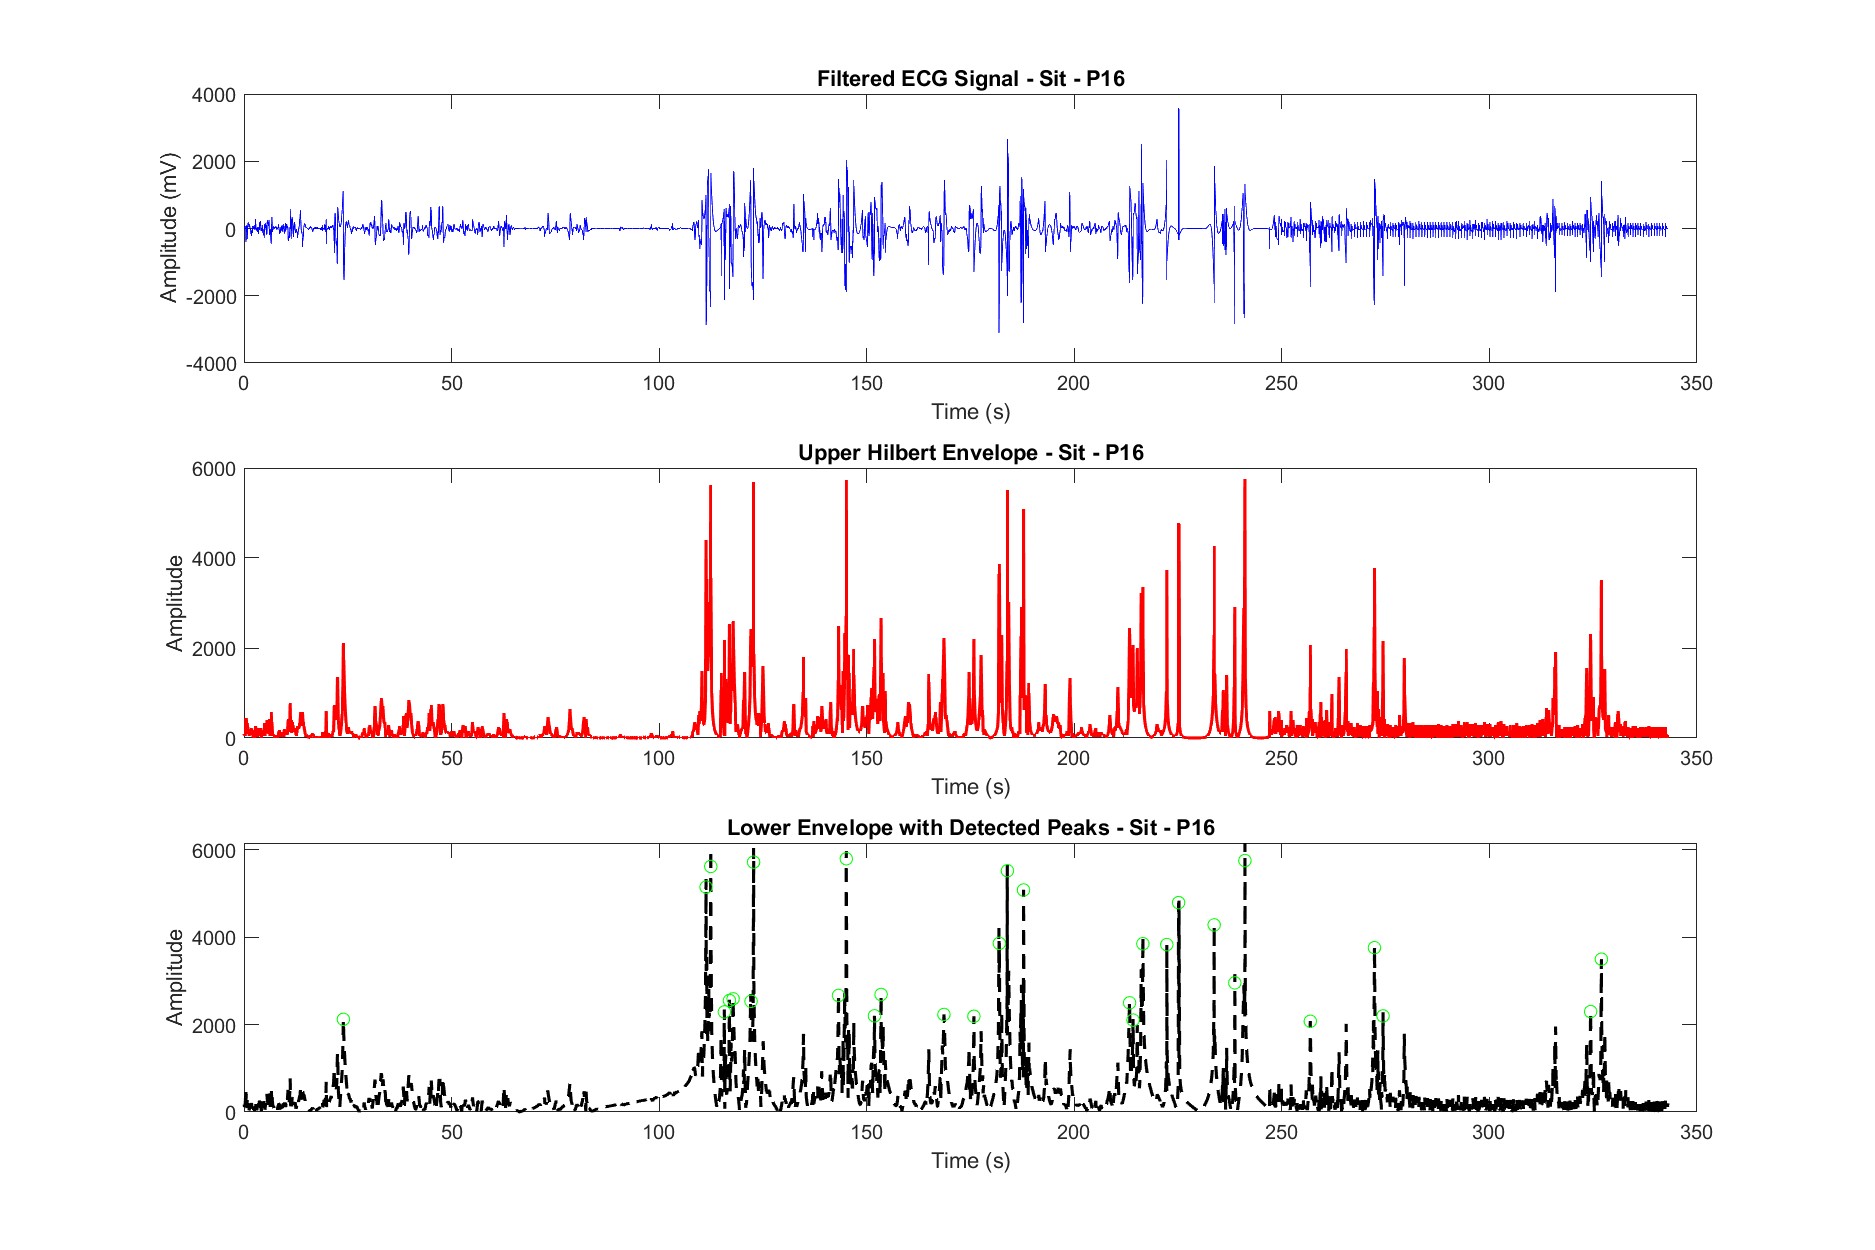 Filtered ECG Signal - Sit - P16
4000
2000
0
-2000
-4000
Amplitude (mV)
0 50 100 150 200 250 300 350
Time (s)
Upper Hilbert Envelope - Sit - P16
6000
4000
2000
0
Amplitude
0 50 100 150 200 250 300 350
Time (s)
Lower Envelope with Detected Peaks - Sit - P16
6000
4000
2000
0
Amplitude
0 50 100 150 200 250 300 350
Time (s)